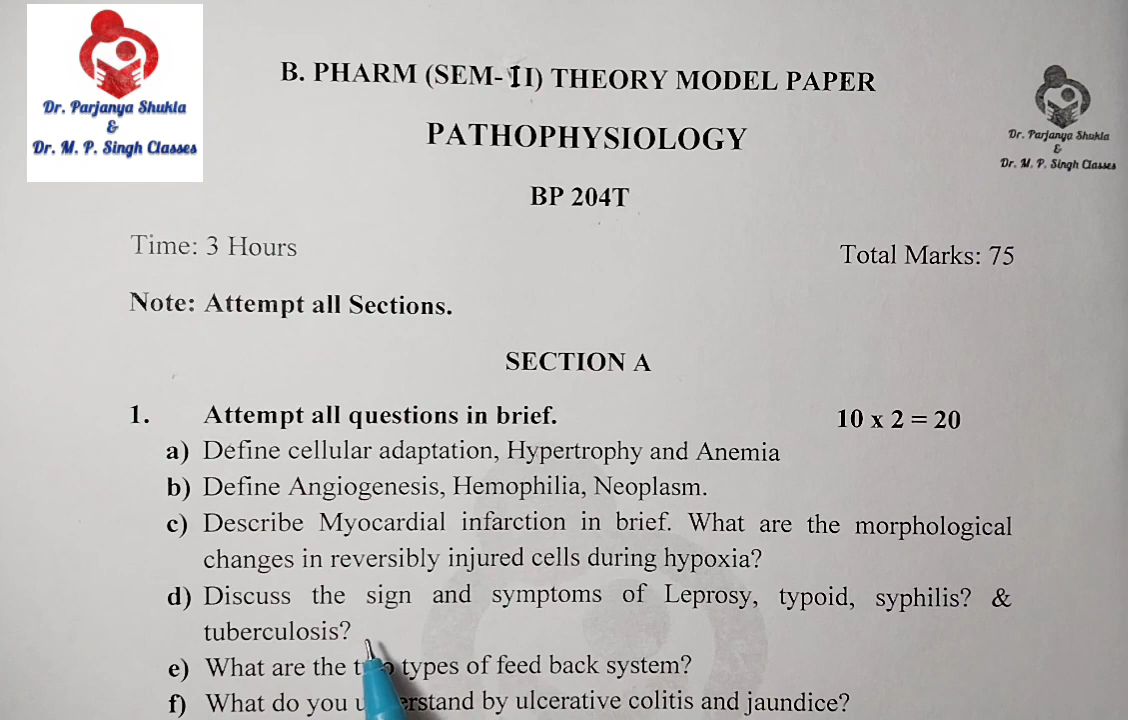 Dr. Parjanya Shukla
&
Dr. M. P. Singh Classes
B. PHARM (SEM-II) THEORY MODEL PAPER
PATHOPHYSIOLOGY
Dr. Parjanya Shukla
&
Dr. M. P. Singh Classes
BP 204T
Time: 3 Hours
Total Marks: 75
Note: Attempt all Sections.
SECTION A
1. Attempt all questions in brief. 10 x 2 = 20
a) Define cellular adaptation, Hypertrophy and Anemia
b) Define Angiogenesis, Hemophilia, Neoplasm.
c) Describe Myocardial infarction in brief. What are the morphological
changes in reversibly injured cells during hypoxia?
d) Discuss the sign and symptoms of Leprosy, typoid, syphilis? &
tuberculosis?
e) What are the two types of feed back system?
f) What do you understand by ulcerative colitis and jaundice?